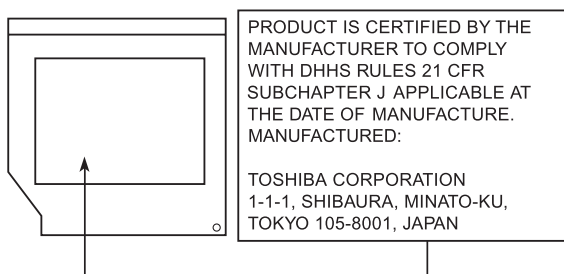 PRODUCT IS CERTIFIED BY THE
MANUFACTURER TO COMPLY
WITH DHHS RULES 21 CFR
SUBCHAPTER J APPLICABLE AT
THE DATE OF MANUFACTURE.
MANUFACTURED:
TOSHIBA CORPORATION
1-1-1, SHIBAURA, MINATO-KU,
TOKYO 105-8001, JAPAN